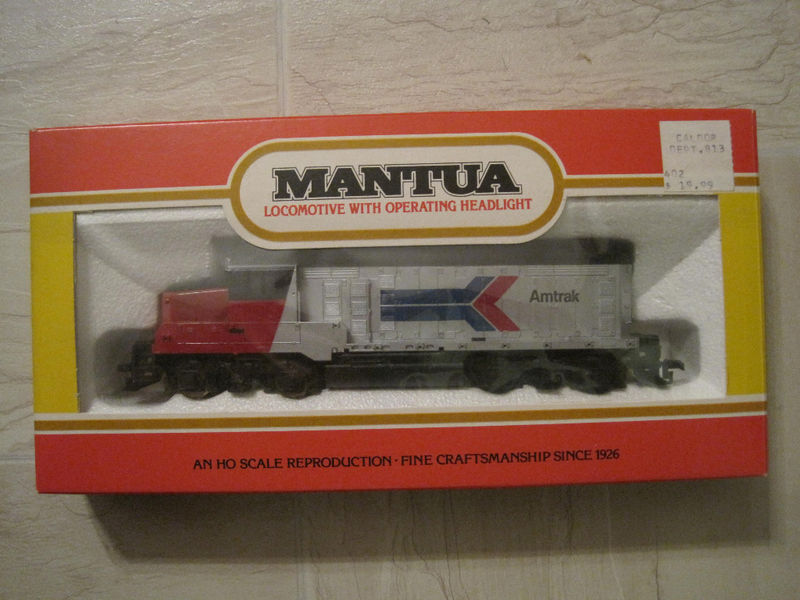 CALDOR
DEPT.813
402
$ 19.99
MANTUA
LOCOMOTIVE WITH OPERATING HEADLIGHT
Amtrak
AN HO SCALE REPRODUCTION · FINE CRAFTSMANSHIP SINCE 1926